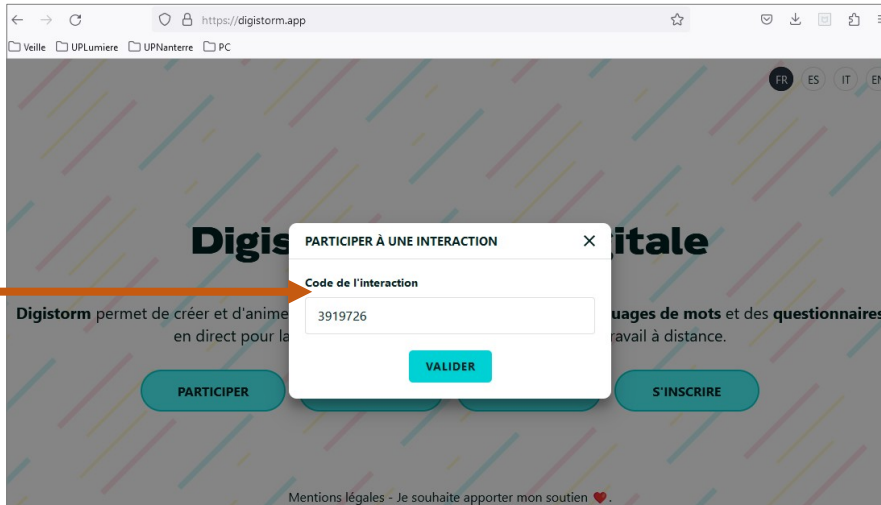 https://digistorm.app
Veille UPLumiere UPNanterre PC
FR ES IT EN
Digis itale
PARTICIPER À UNE INTERACTION
Code de l'interaction
3919726
VALIDER
Digistorm permet de créer et d'anime uages de mots et des questionnaires
en direct pour la ravail à distance.
PARTICIPER S'INSCRIRE
Mentions légales - Je souhaite apporter mon soutien ❤.